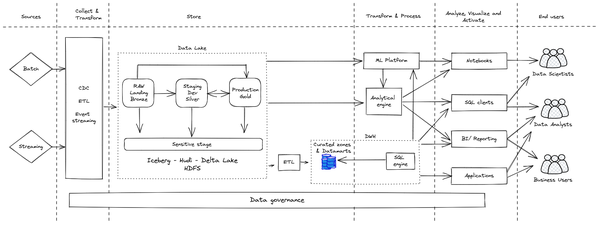 Sources
Collect &
Transform
Store
Transform & Process
Analyze, Visualize and
Activate
End users
Data Lake
Batch
Streaming
CDC
ETL
Event
streaming
RAW
Landing
Bronze
Staging
Dev
Silver
Production
Gold
Sensitive stage
Iceberg - Hudi - Delta Lake
HDFS
ETL
DWH
Curated zones
& Datamarts
SQL
engine
ML Platform
Analytical
engine
Notebooks
SQL clients
BI/ Reporting
Applications
Data Scientists
Data Analysts
Business Users
Data governance